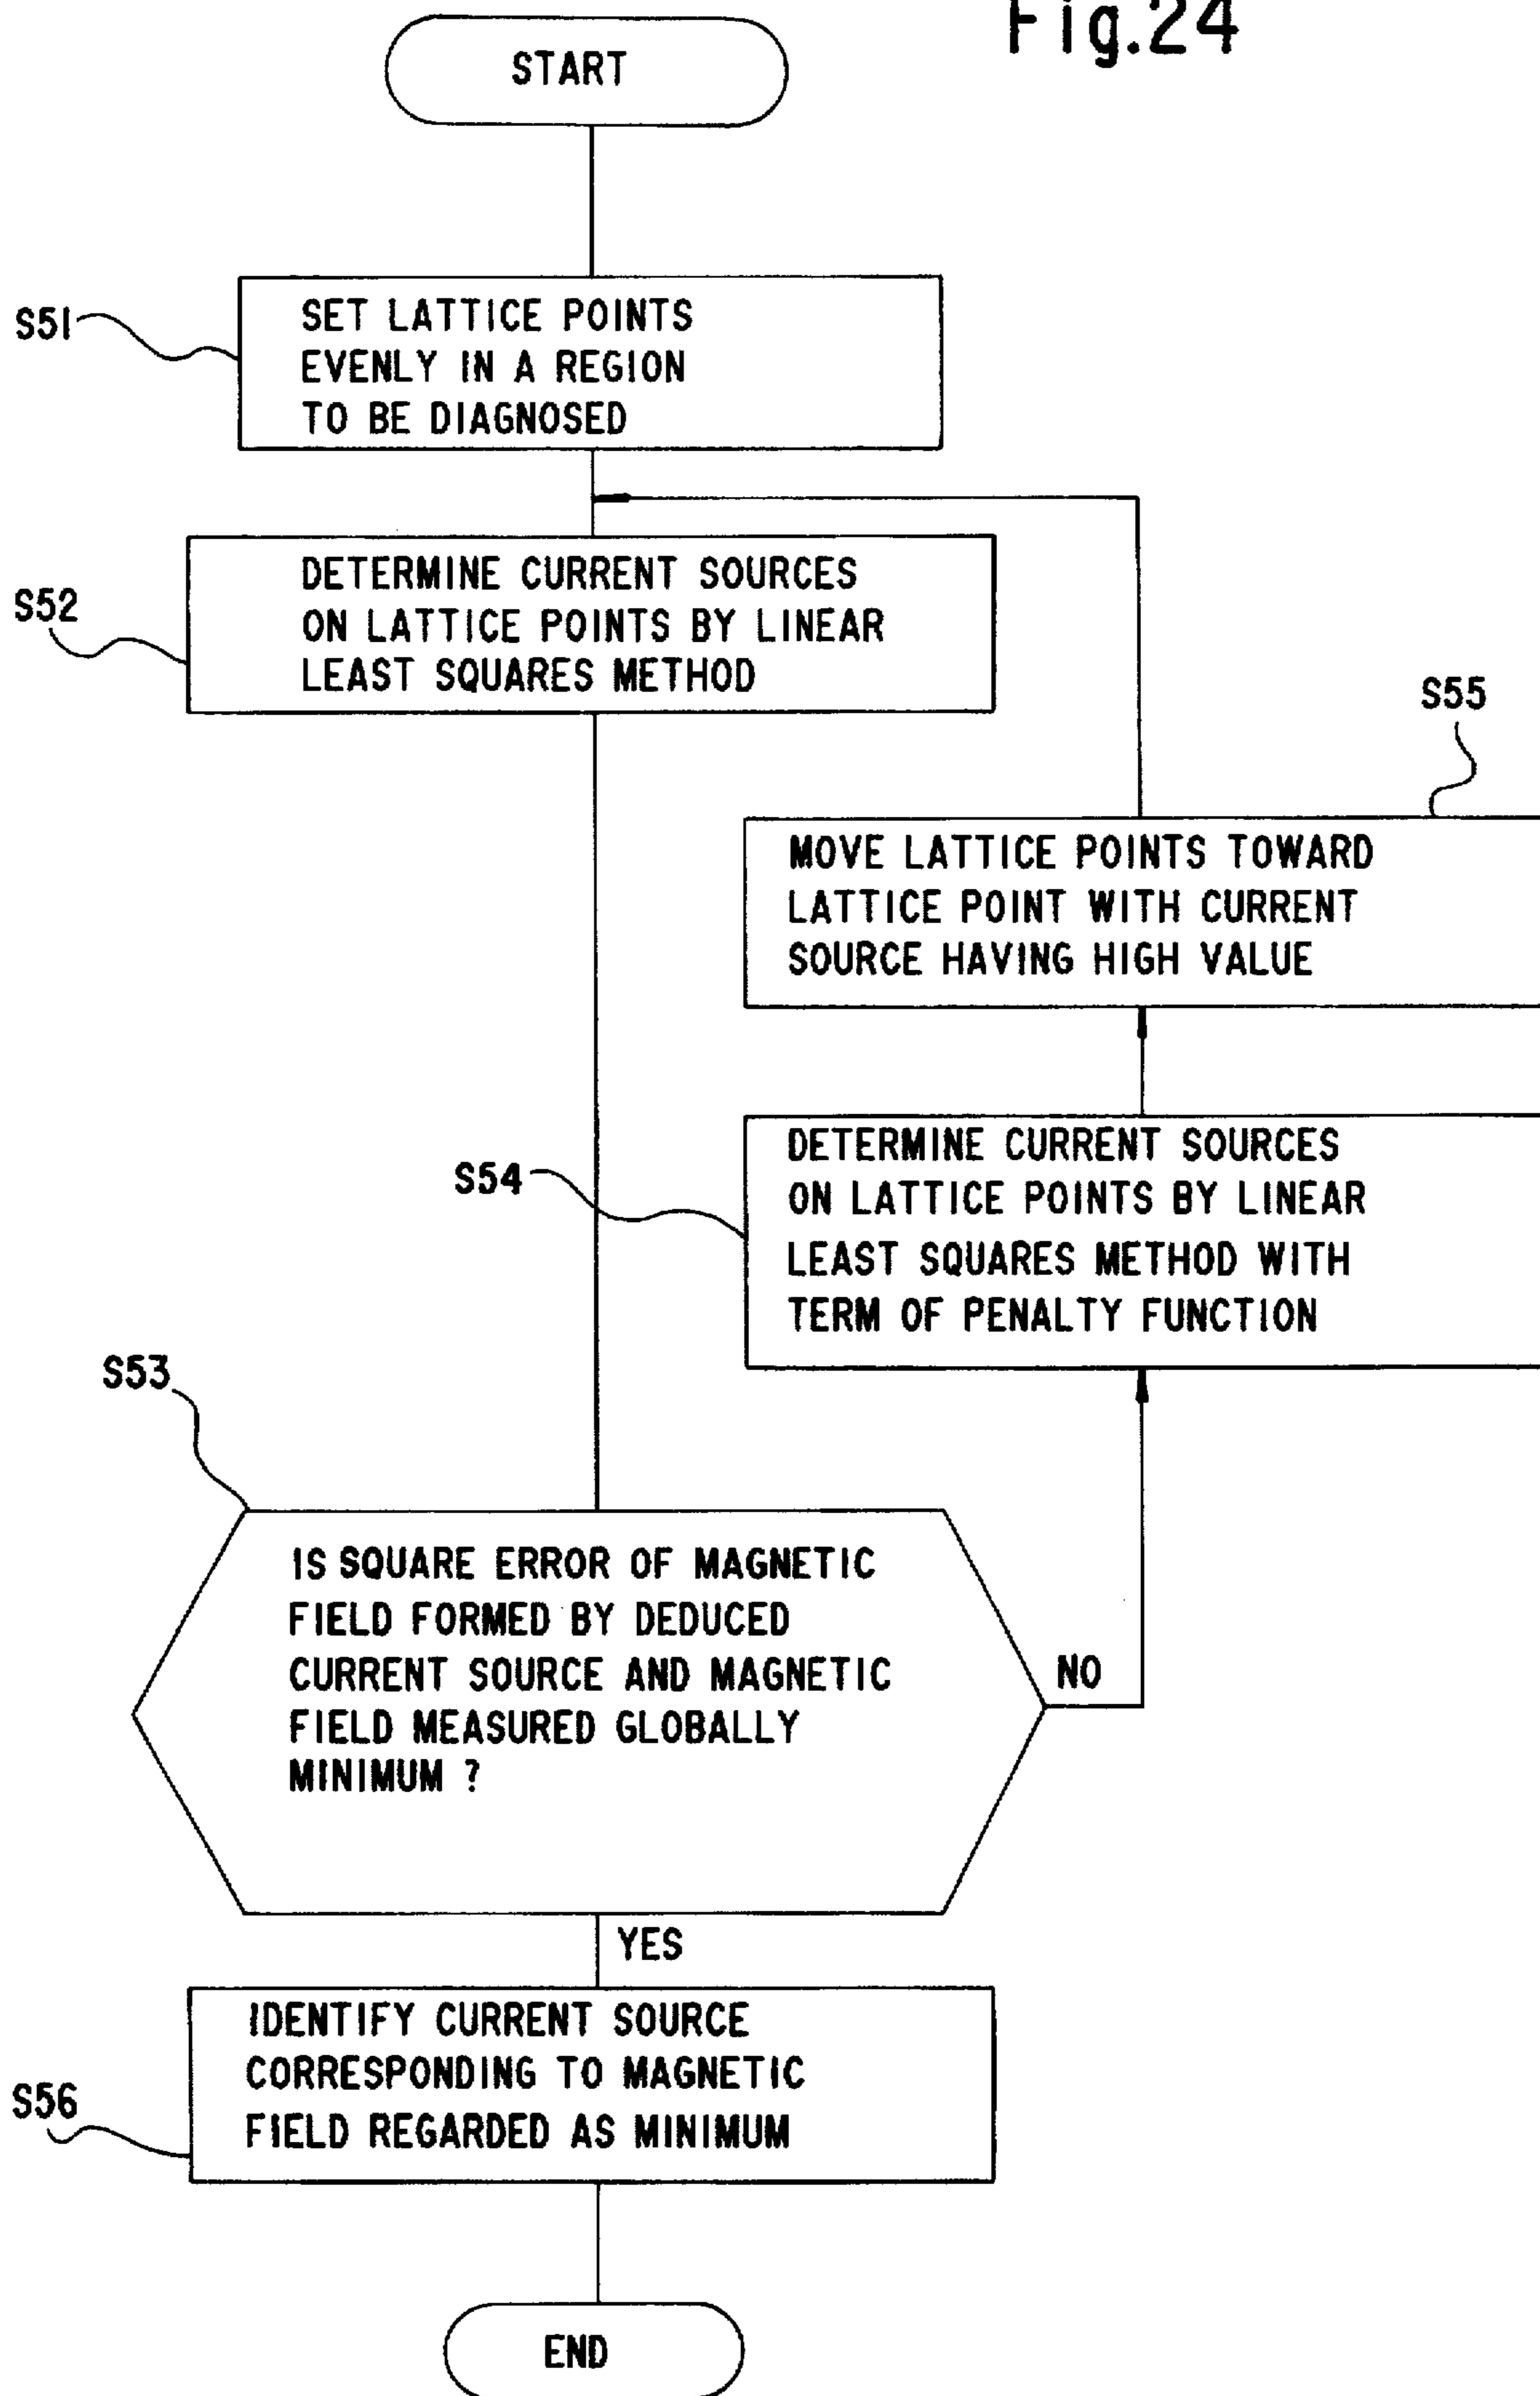 Fig.24
START
S51
SET LATTICE POINTS
EVENLY IN A REGION
TO BE DIAGNOSED
S52
DETERMINE CURRENT SOURCES
ON LATTICE POINTS BY LINEAR
LEAST SQUARES METHOD
S55
MOVE LATTICE POINTS TOWARD
LATTICE POINT WITH CURRENT
SOURCE HAVING HIGH VALUE
S54
DETERMINE CURRENT SOURCES
ON LATTICE POINTS BY LINEAR
LEAST SQUARES METHOD WITH
TERM OF PENALTY FUNCTION
S53
IS SQUARE ERROR OF MAGNETIC
FIELD FORMED BY DEDUCED
CURRENT SOURCE AND MAGNETIC
FIELD MEASURED GLOBALLY
MINIMUM ?
NO
YES
S56
IDENTIFY CURRENT SOURCE
CORRESPONDING TO MAGNETIC
FIELD REGARDED AS MINIMUM
END